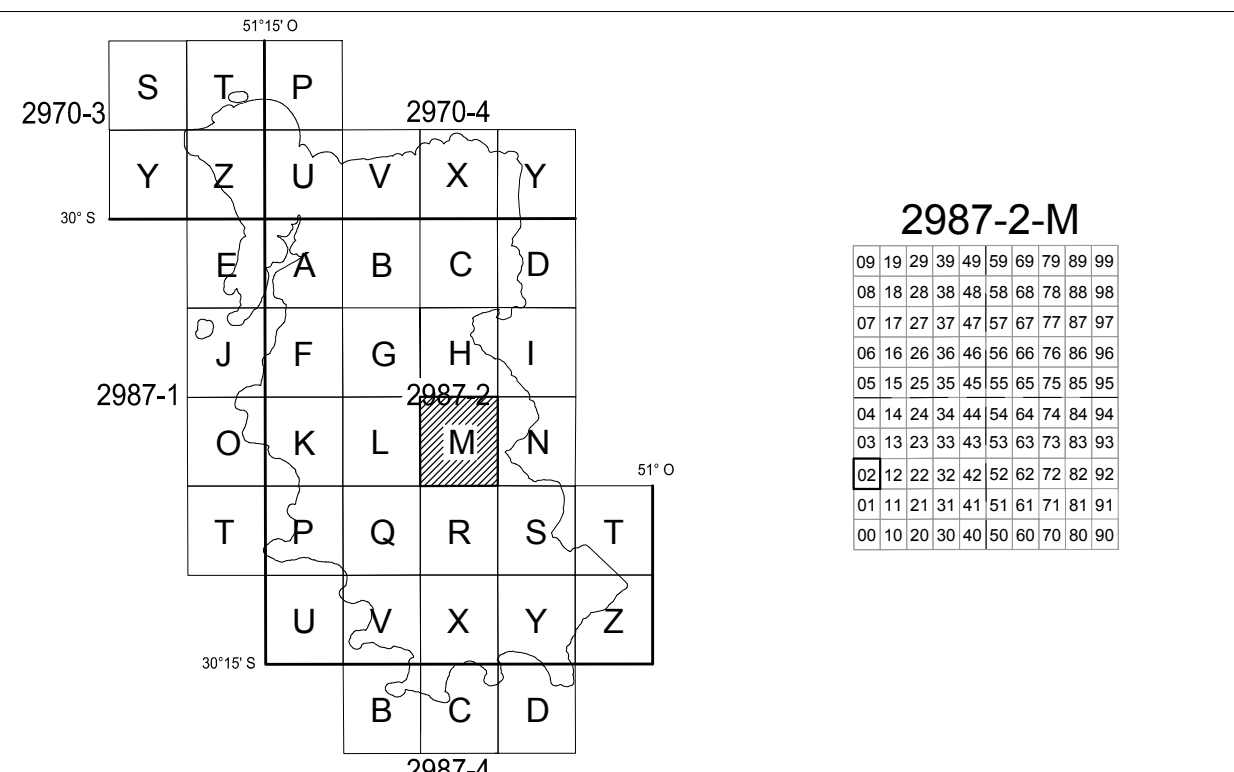 51°15' O
S T P
2970-3 2970-4
Y Z U V X Y
30° S
E A B C D
J F G H I
2987-1 2987-2
O K L M N
51° O
T P Q R S T
U V X Y Z
30°15' S
B C D
2987-4
2987-2-M
09 19 29 39 49 59 69 79 89 99
08 18 28 38 48 58 68 78 88 98
07 17 27 37 47 57 67 77 87 97
06 16 26 36 46 56 66 76 86 96
05 15 25 35 45 55 65 75 85 95
04 14 24 34 44 54 64 74 84 94
03 13 23 33 43 53 63 73 83 93
02 12 22 32 42 52 62 72 82 92
01 11 21 31 41 51 61 71 81 91
00 10 20 30 40 50 60 70 80 90